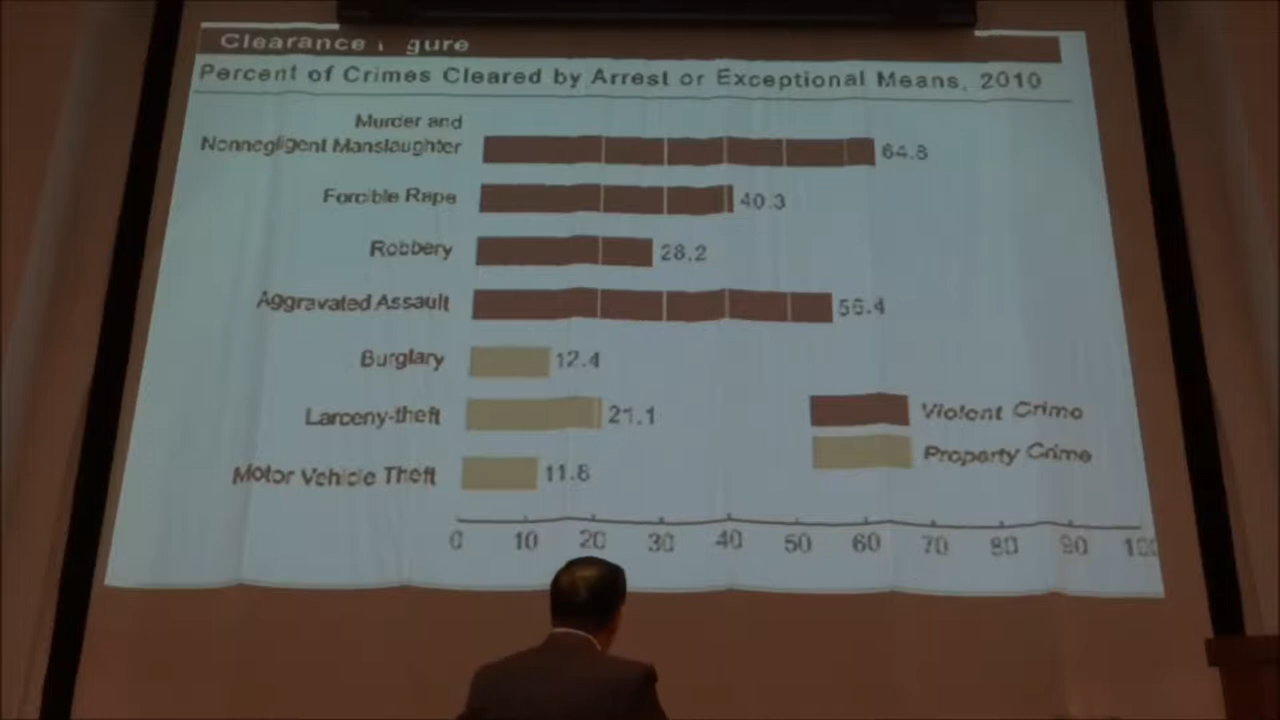 Clearance gure
Percent of Crimes Cleared by Arrest or Exceptional Means, 2010
Murder and
Nonnegligent Manslaughter 64.8
Forcible Rape 40.3
Robbery 28.2
Aggravated Assault 56.4
Burglary 12.4
Larceny-theft 21.1
Motor Vehicle Theft 11.8
Violent Crime
Property Crime
0 10 20 30 40 50 60 70 80 90 100